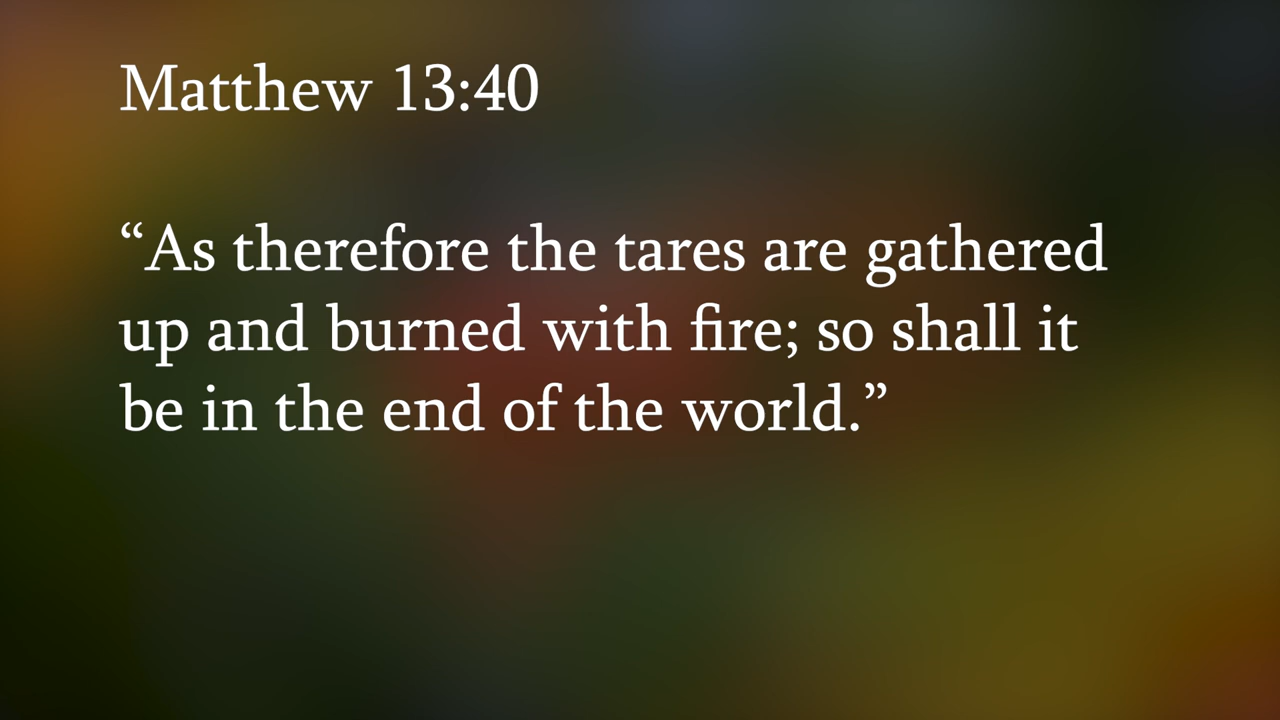 Matthew 13:40
“As therefore the tares are gathered
up and burned with fire; so shall it
be in the end of the world.”